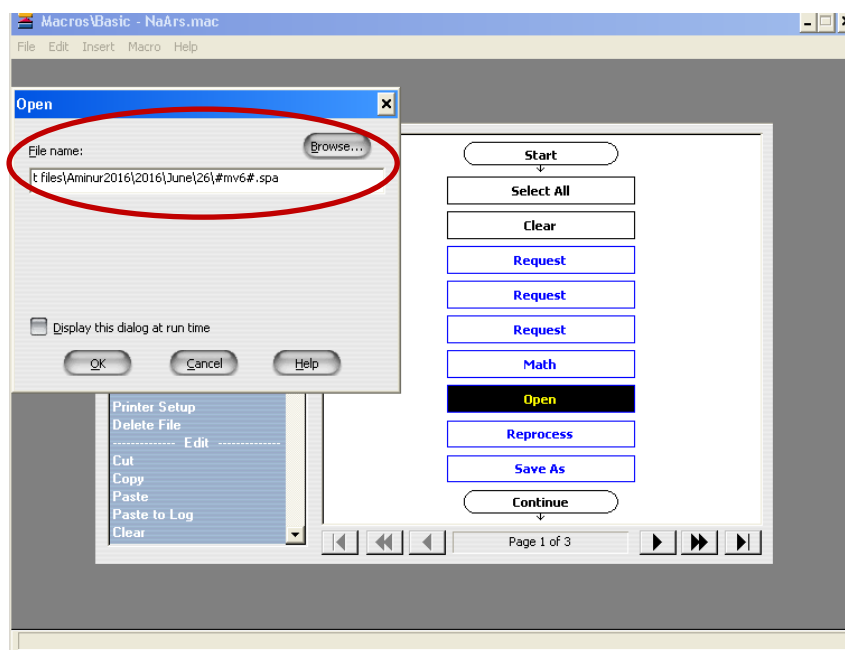 Macros\Basic - NaArs.mac
File Edit Insert Macro Help
Open
File name:
Browse...
t files\Aminur2016\2016\June\26\#mv6#.spa
Display this dialog at run time
OK Cancel Help
Printer Setup
Delete File
-------------- Edit --------------
Cut
Copy
Paste
Paste to Log
Clear
Start
Select All
Clear
Request
Request
Request
Math
Open
Reprocess
Save As
Continue
Page 1 of 3